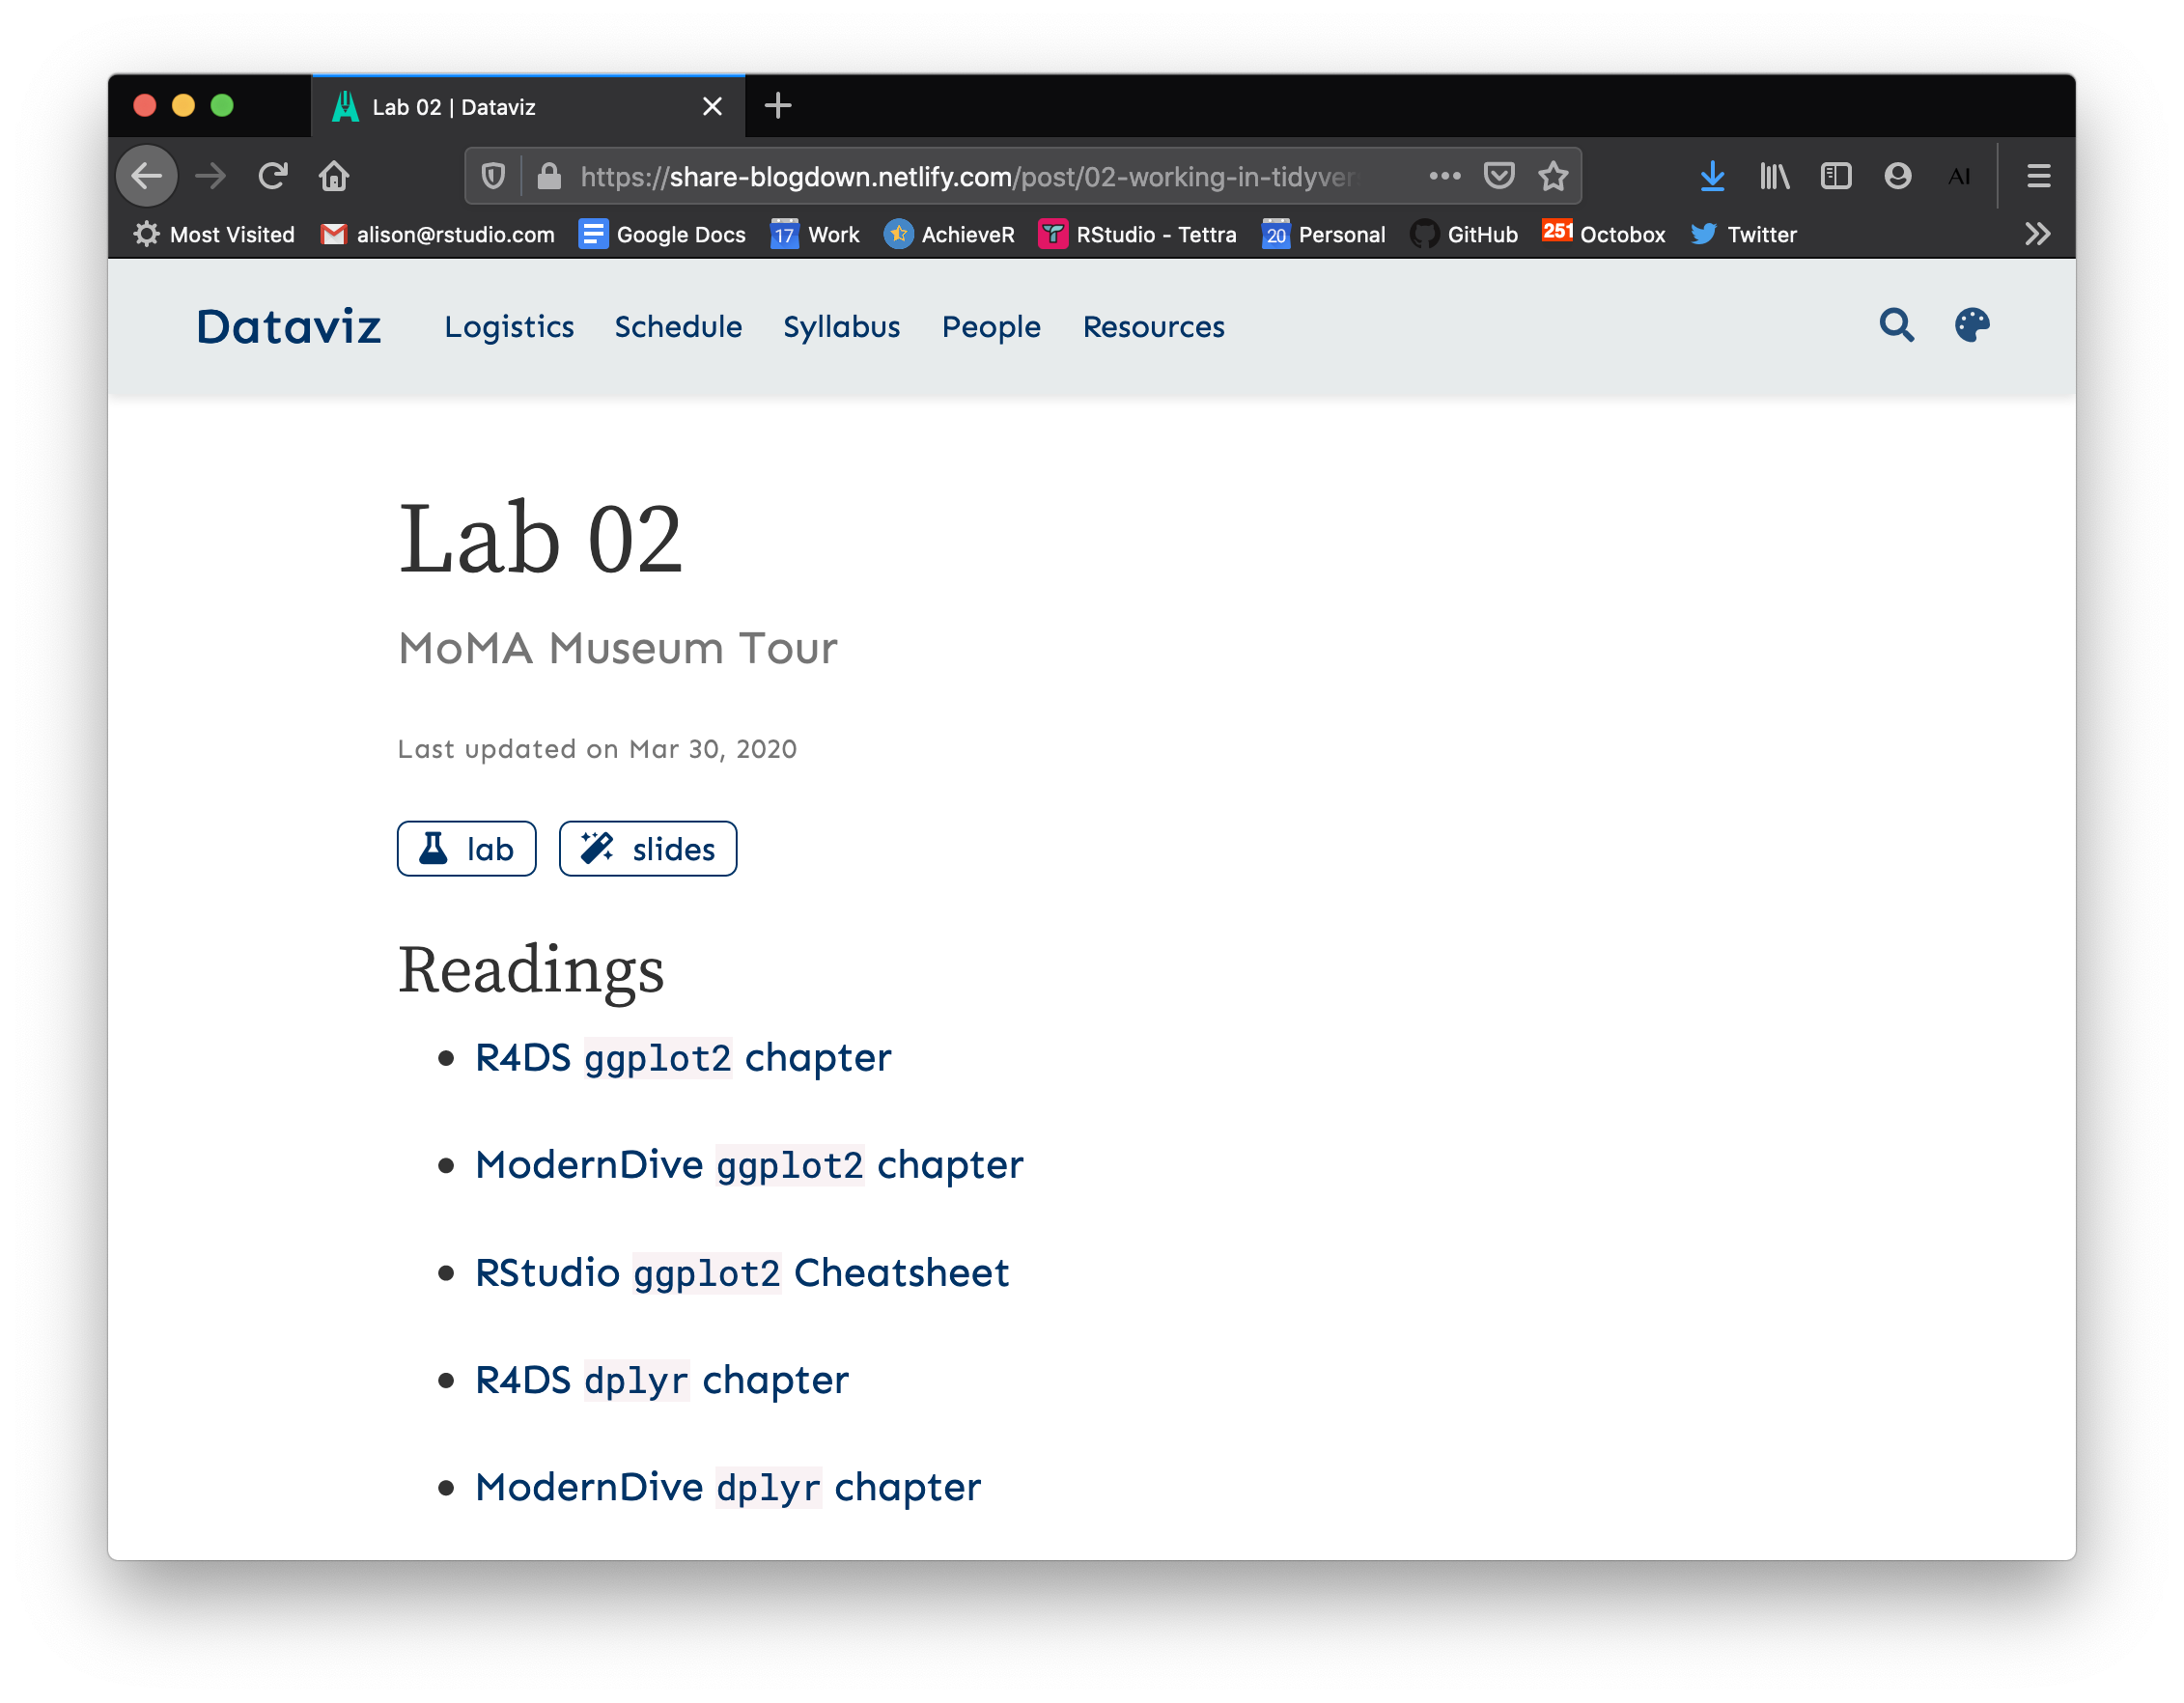 Lab 02 | Dataviz
https://share-blogdown.netlify.com/post/02-working-in-tidyver
AI
Most Visited alison@rstudio.com Google Docs 17 Work AchieveR RStudio - Tettra 20 Personal GitHub 251 Octobox Twitter
Dataviz Logistics Schedule Syllabus People Resources
Lab 02
MoMA Museum Tour
Last updated on Mar 30, 2020
lab slides
Readings
R4DS ggplot2 chapter
ModernDive ggplot2 chapter
RStudio ggplot2 Cheatsheet
R4DS dplyr chapter
ModernDive dplyr chapter